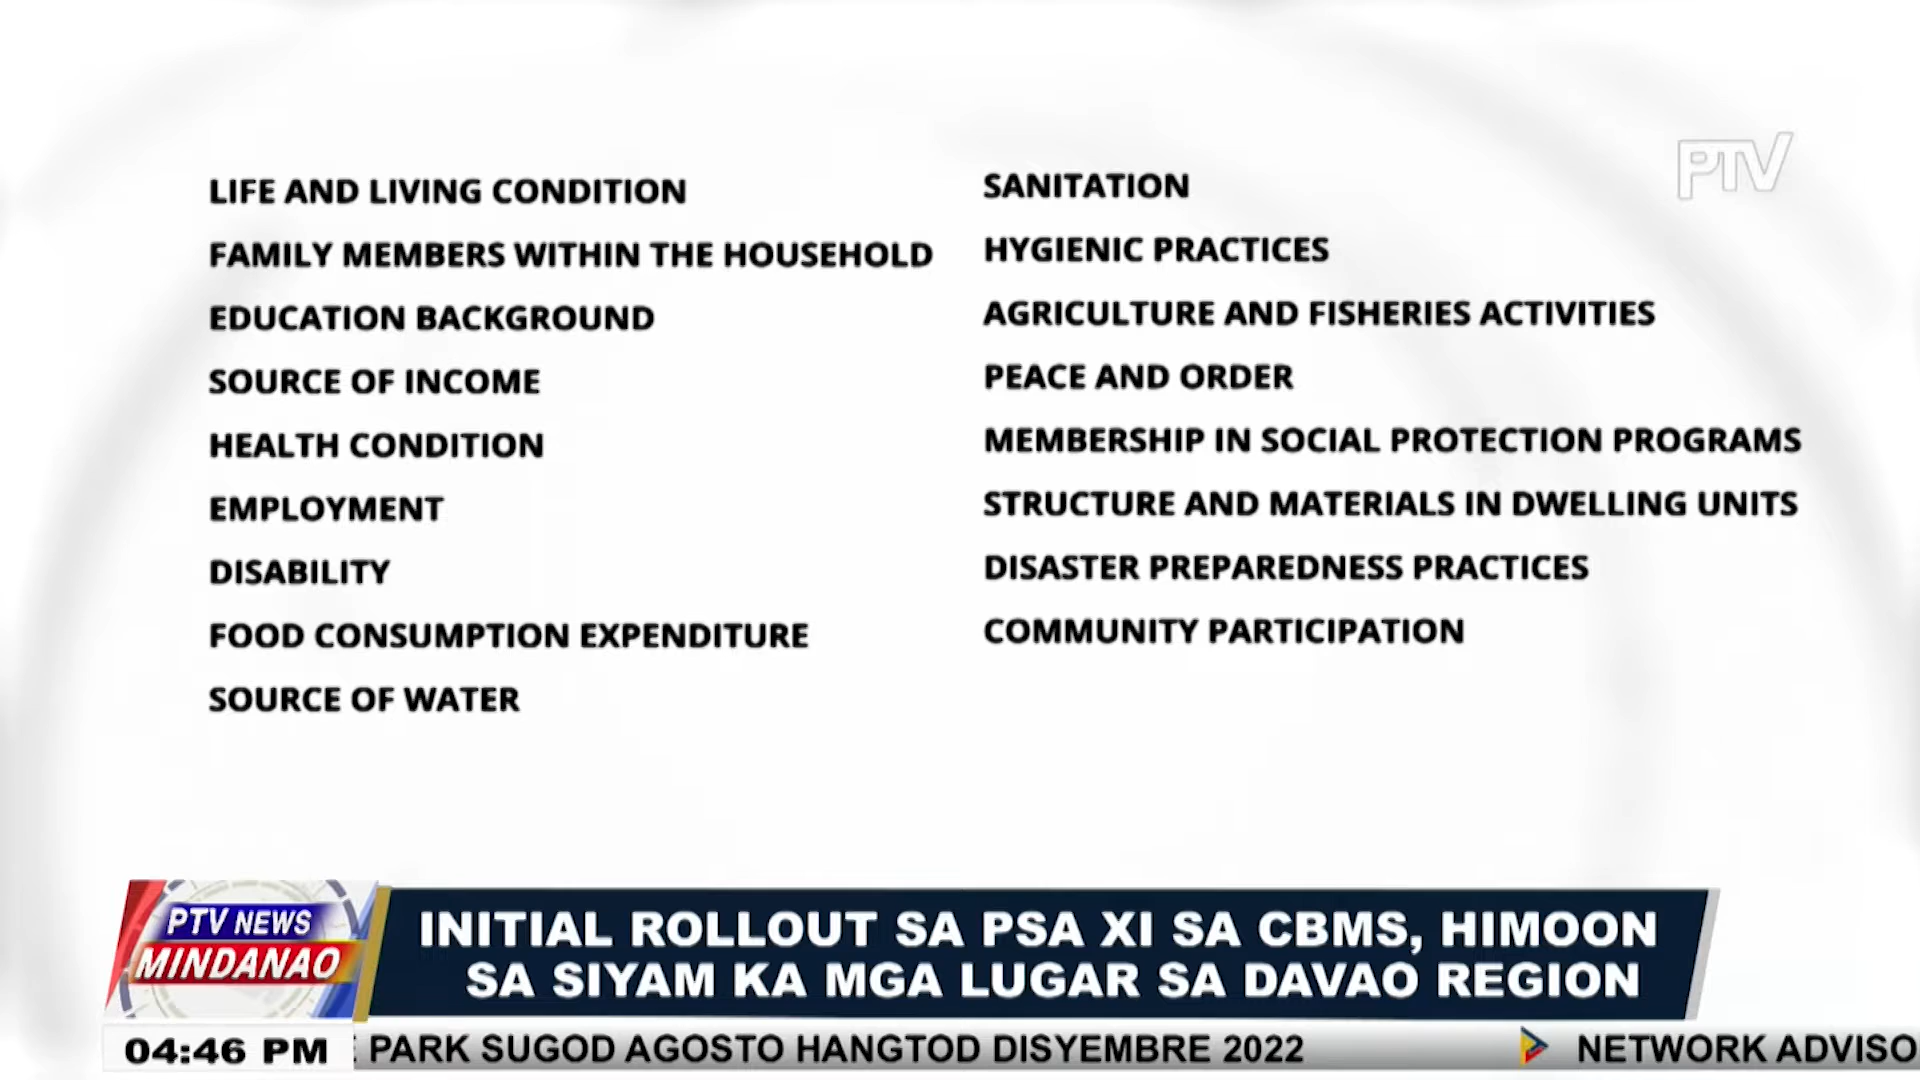 PTV
LIFE AND LIVING CONDITION
FAMILY MEMBERS WITHIN THE HOUSEHOLD
EDUCATION BACKGROUND
SOURCE OF INCOME
HEALTH CONDITION
EMPLOYMENT
DISABILITY
FOOD CONSUMPTION EXPENDITURE
SOURCE OF WATER
SANITATION
HYGIENIC PRACTICES
AGRICULTURE AND FISHERIES ACTIVITIES
PEACE AND ORDER
MEMBERSHIP IN SOCIAL PROTECTION PROGRAMS
STRUCTURE AND MATERIALS IN DWELLING UNITS
DISASTER PREPAREDNESS PRACTICES
COMMUNITY PARTICIPATION
PTV NEWS
MINDANAO
INITIAL ROLLOUT SA PSA XI SA CBMS, HIMOON
SA SIYAM KA MGA LUGAR SA DAVAO REGION
04:46 PM
PARK SUGOD AGOSTO HANGTOD DISYEMBRE 2022 NETWORK ADVISO